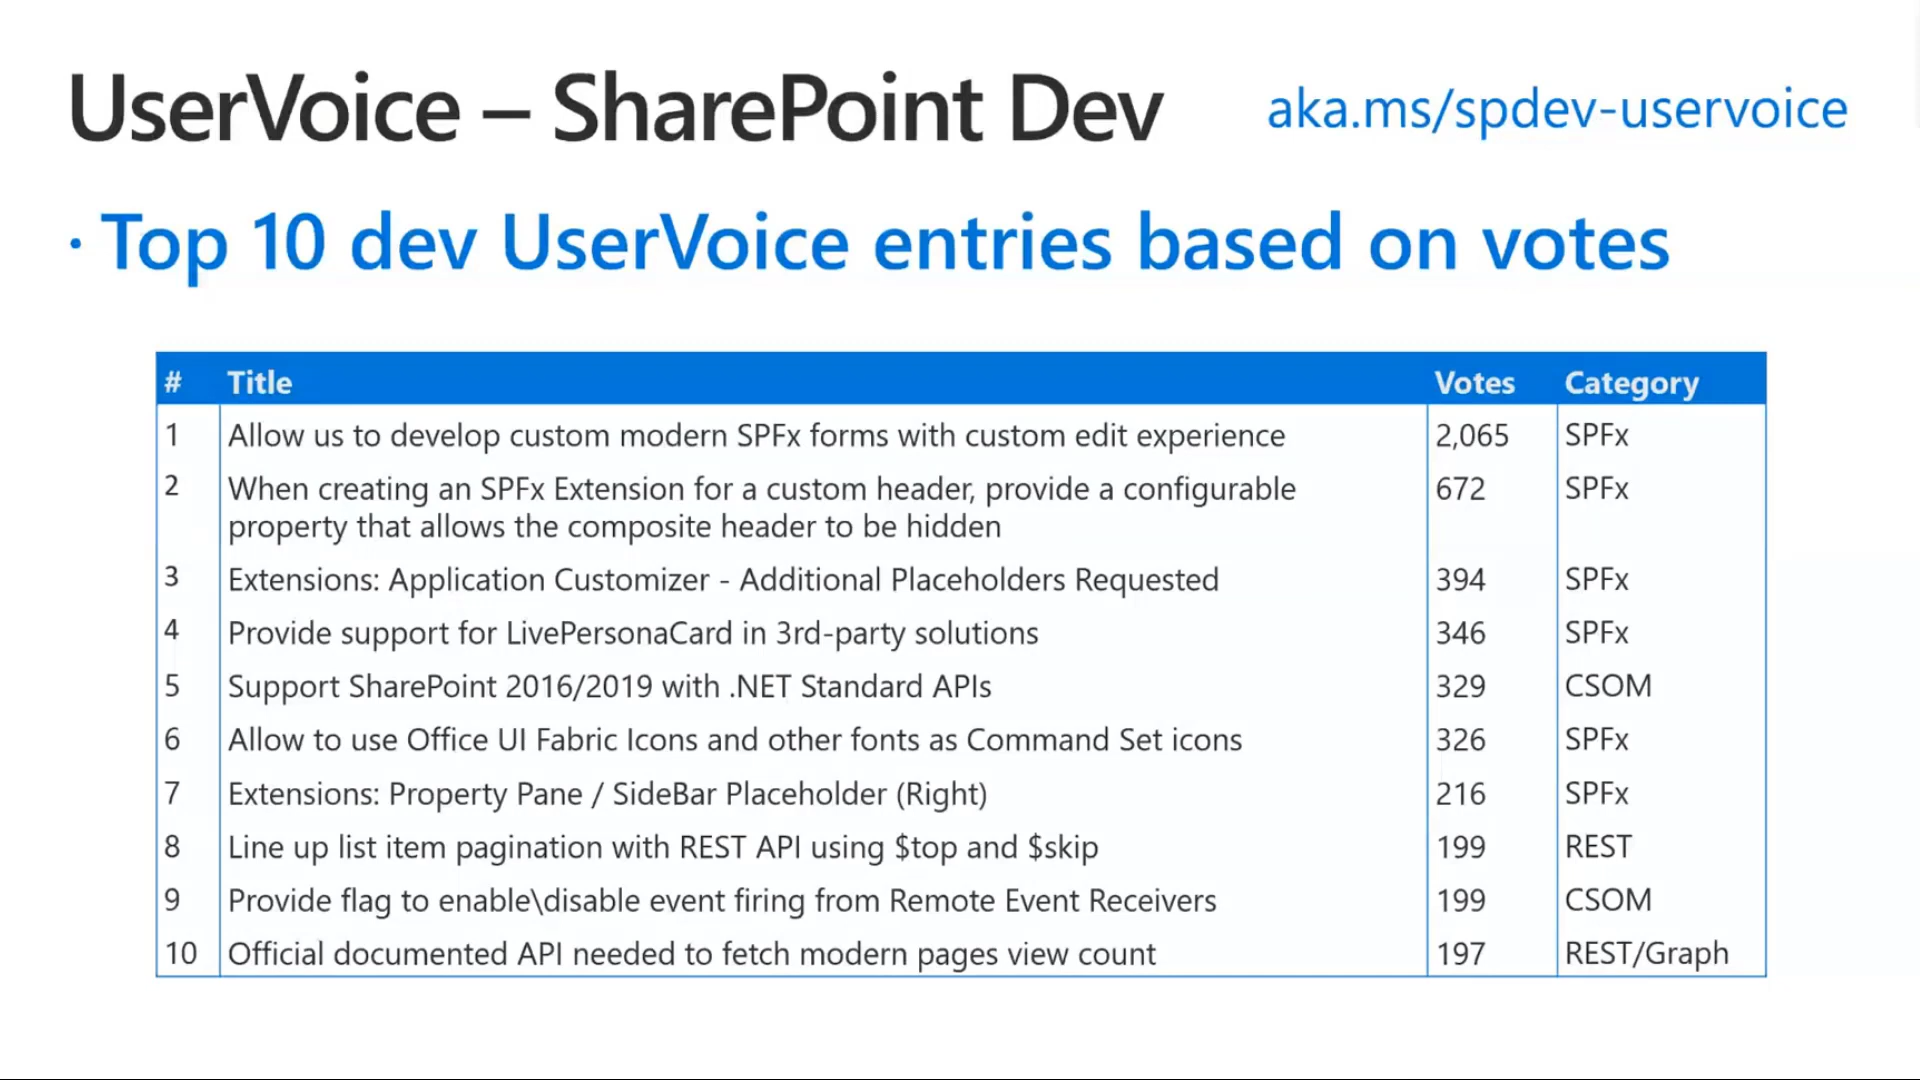 UserVoice – SharePoint Dev
aka.ms/spdev-uservoice
· Top 10 dev UserVoice entries based on votes
# Title Votes Category
1 Allow us to develop custom modern SPFx forms with custom edit experience 2,065 SPFx
2 When creating an SPFx Extension for a custom header, provide a configurable 672 SPFx
property that allows the composite header to be hidden
3 Extensions: Application Customizer - Additional Placeholders Requested 394 SPFx
4 Provide support for LivePersonaCard in 3rd-party solutions 346 SPFx
5 Support SharePoint 2016/2019 with .NET Standard APIs 329 CSOM
6 Allow to use Office UI Fabric Icons and other fonts as Command Set icons 326 SPFx
7 Extensions: Property Pane / SideBar Placeholder (Right) 216 SPFx
8 Line up list item pagination with REST API using $top and $skip 199 REST
9 Provide flag to enable\disable event firing from Remote Event Receivers 199 CSOM
10 Official documented API needed to fetch modern pages view count 197 REST/Graph